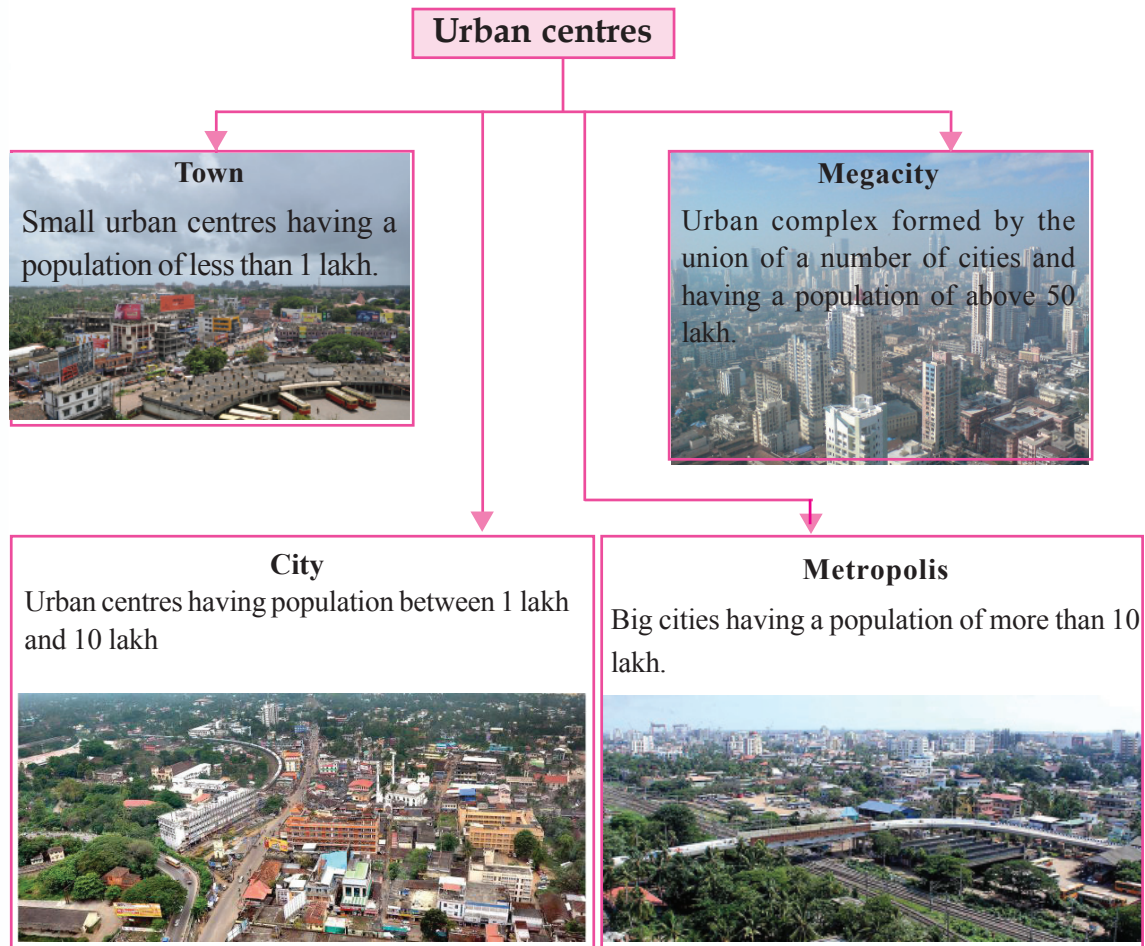 Urban centres
Town
Small urban centres having a
population of less than 1 lakh.
Megacity
Urban complex formed by the
union of a number of cities and
having a population of above 50
lakh.
City
Urban centres having population between 1 lakh
and 10 lakh
Metropolis
Big cities having a population of more than 10
lakh.